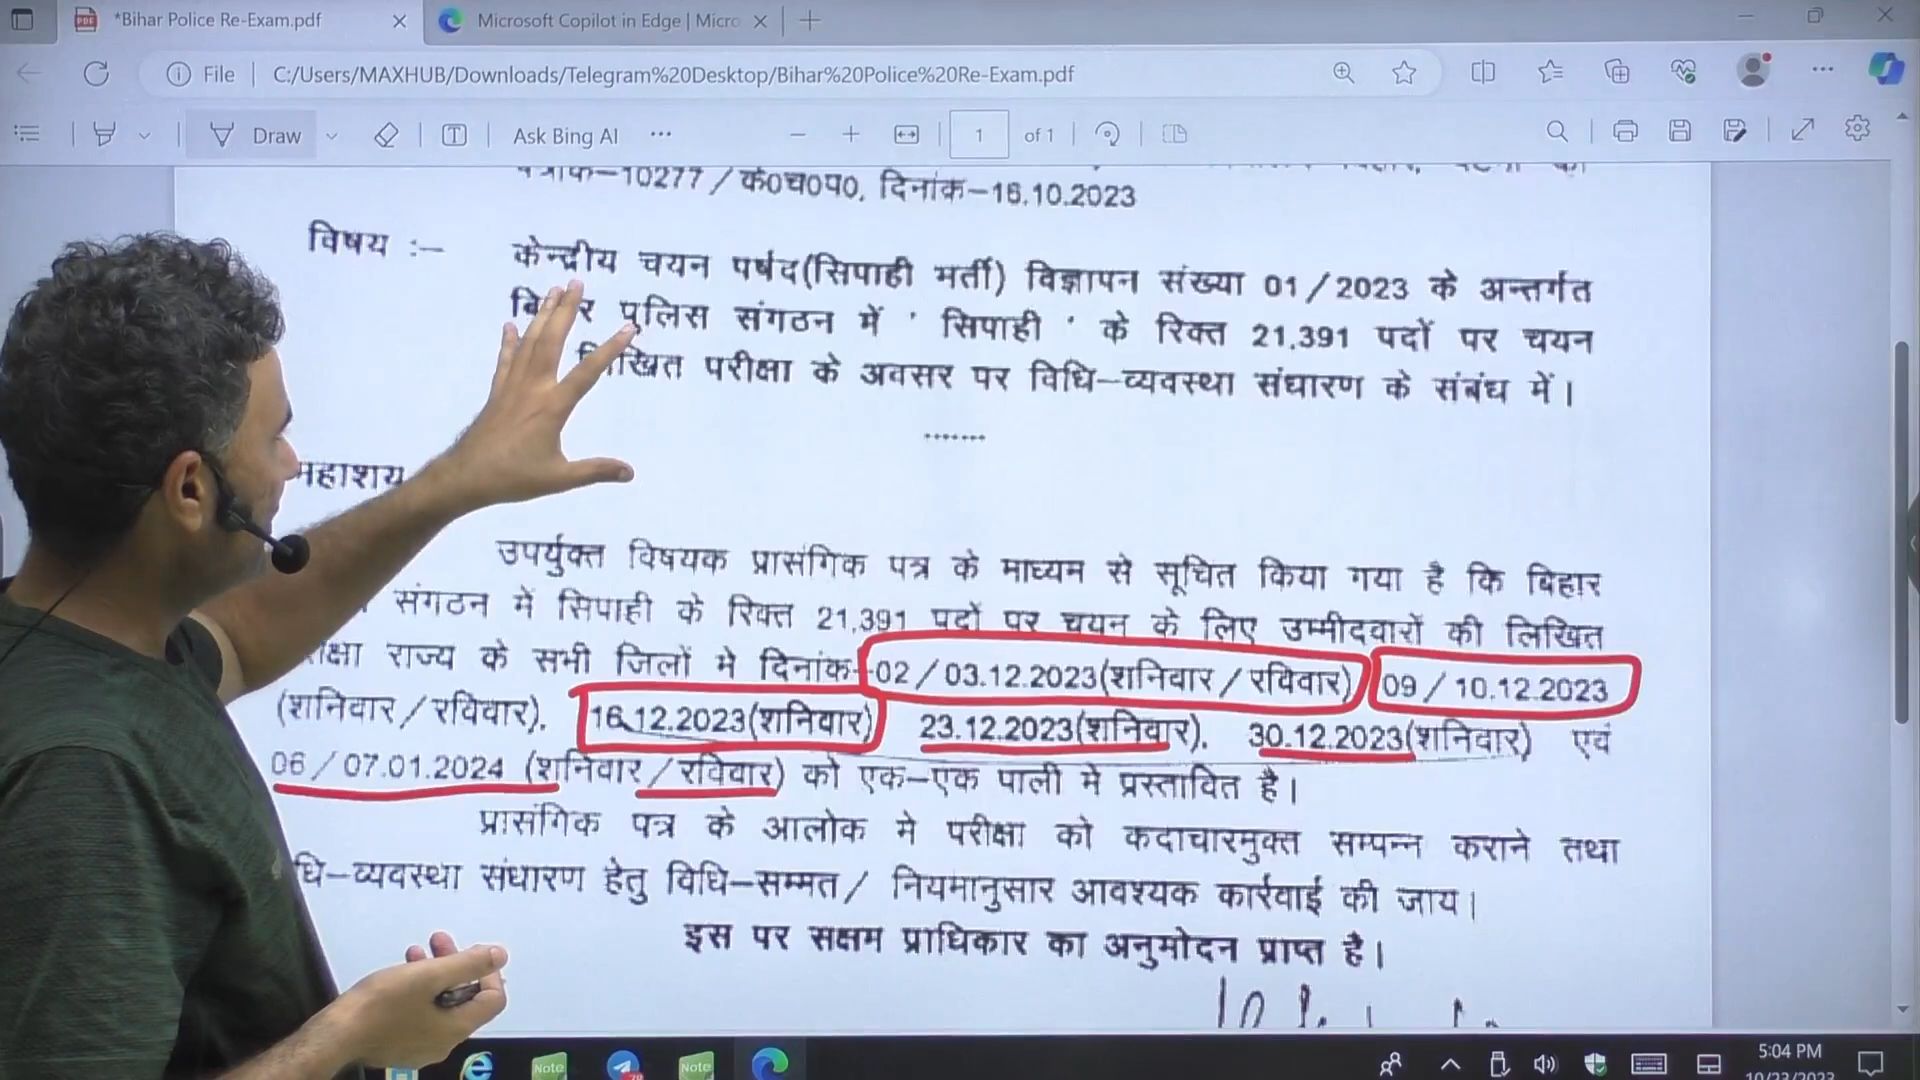 *Bihar Police Re-Exam.pdf
Microsoft Copilot in Edge | Micro
File C:/Users/MAXHUB/Downloads/Telegram%20Desktop/Bihar%20Police%20Re-Exam.pdf
Draw Ask Bing AI 1 of 1
10277/कें०च०प०, दिनांक-16.10.2023
विषय :- केन्द्रीय चयन पर्षद(सिपाही भर्ती) विज्ञापन संख्या 01/2023 के अन्तर्गत
पुलिस संगठन में ' सिपाही ' के रिक्त 21,391 पदों पर चयन
परीक्षा के अवसर पर विधि-व्यवस्था संधारण के संबंध में।
.......
महाशय
उपर्युक्त विषयक प्रासंगिक पत्र के माध्यम से सूचित किया गया है कि बिहार
संगठन में सिपाही के रिक्त 21,391 पदों पर चयन के लिए उम्मीदवारों की लिखित
राज्य के सभी जिलों मे दिनांक-02/03.12.2023(शनिवार/रविवार) 09/10.12.2023
(शनिवार/रविवार), 16.12.2023(शनिवार) 23.12.2023(शनिवार), 30.12.2023(शनिवार) एवं
06/07.01.2024 (शनिवार/रविवार) को एक-एक पाली मे प्रस्तावित है।
प्रासंगिक पत्र के आलोक मे परीक्षा को कदाचारमुक्त सम्पन्न कराने तथा
व्यवस्था संधारण हेतु विधि-सम्मत/ नियमानुसार आवश्यक कार्रवाई की जाय।
इस पर सक्षम प्राधिकार का अनुमोदन प्राप्त है।
Note Note
5:04 PM
10/23/2023